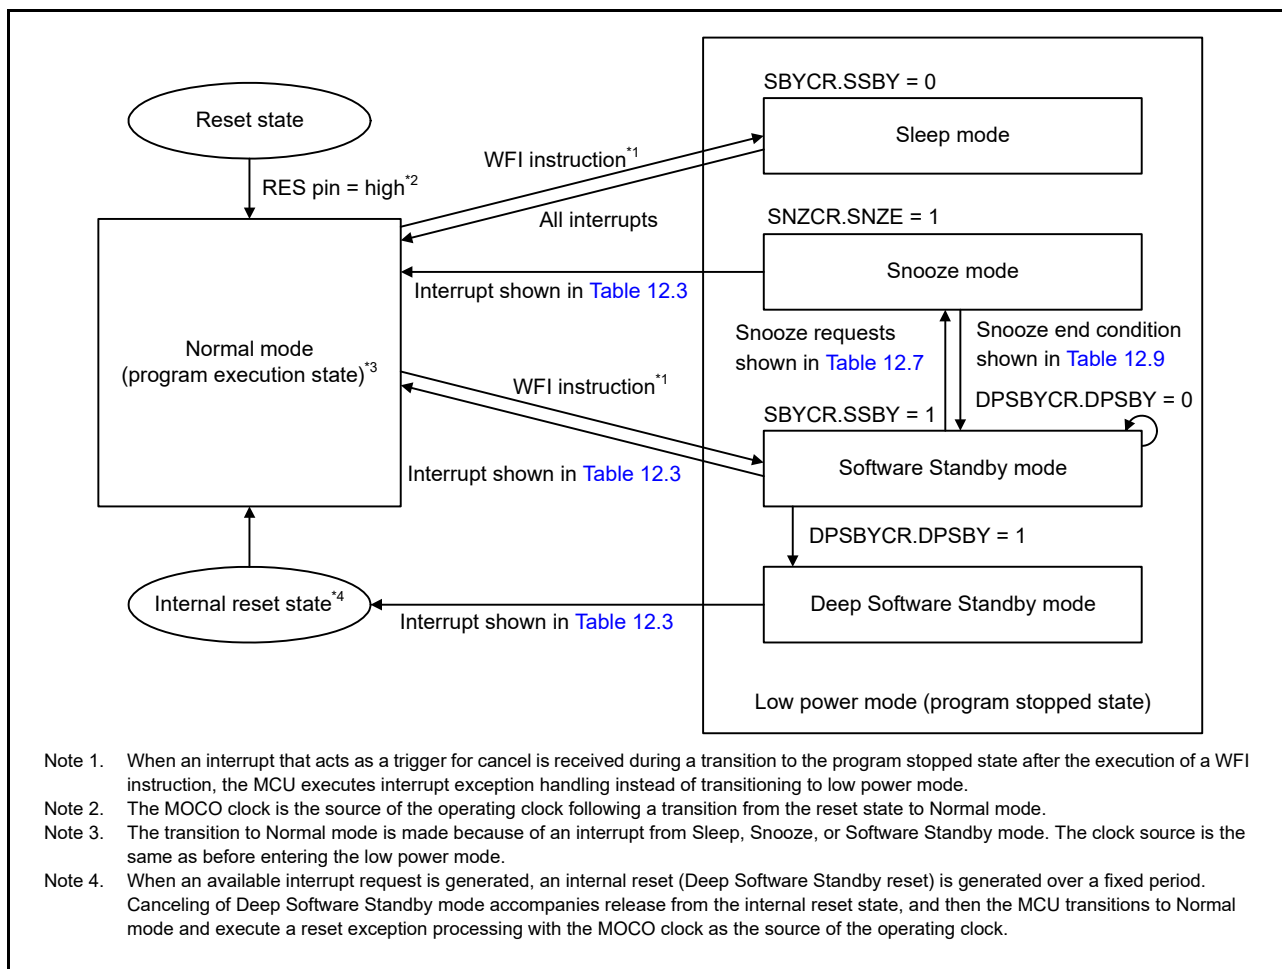 SBYCR.SSBY = 0
Reset state
Sleep mode
WFI instruction*1
RES pin = high*2
All interrupts
SNZCR.SNZE = 1
Snooze mode
Interrupt shown in Table 12.3
Snooze requests
shown in Table 12.7
Snooze end condition
shown in Table 12.9
Normal mode
(program execution state)*3
WFI instruction*1
DPSBYCR.DPSBY = 0
SBYCR.SSBY = 1
Software Standby mode
Interrupt shown in Table 12.3
DPSBYCR.DPSBY = 1
Internal reset state*4
Deep Software Standby mode
Interrupt shown in Table 12.3
Low power mode (program stopped state)
Note 1. When an interrupt that acts as a trigger for cancel is received during a transition to the program stopped state after the execution of a WFI
instruction, the MCU executes interrupt exception handling instead of transitioning to low power mode.
Note 2. The MOCO clock is the source of the operating clock following a transition from the reset state to Normal mode.
Note 3. The transition to Normal mode is made because of an interrupt from Sleep, Snooze, or Software Standby mode. The clock source is the
same as before entering the low power mode.
Note 4. When an available interrupt request is generated, an internal reset (Deep Software Standby reset) is generated over a fixed period.
Canceling of Deep Software Standby mode accompanies release from the internal reset state, and then the MCU transitions to Normal
mode and execute a reset exception processing with the MOCO clock as the source of the operating clock.